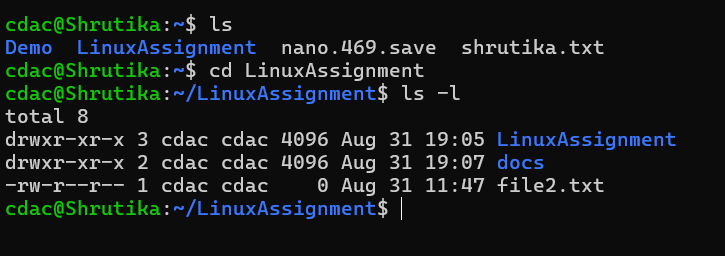 cdac@Shrutika:~$ ls
Demo  LinuxAssignment  nano.469.save  shrutika.txt
cdac@Shrutika:~$ cd LinuxAssignment
cdac@Shrutika:~/LinuxAssignment$ ls -l
total 8
drwxr-xr-x 3 cdac cdac 4096 Aug 31 19:05 LinuxAssignment
drwxr-xr-x 2 cdac cdac 4096 Aug 31 19:07 docs
-rw-r--r-- 1 cdac cdac    0 Aug 31 11:47 file2.txt
cdac@Shrutika:~/LinuxAssignment$